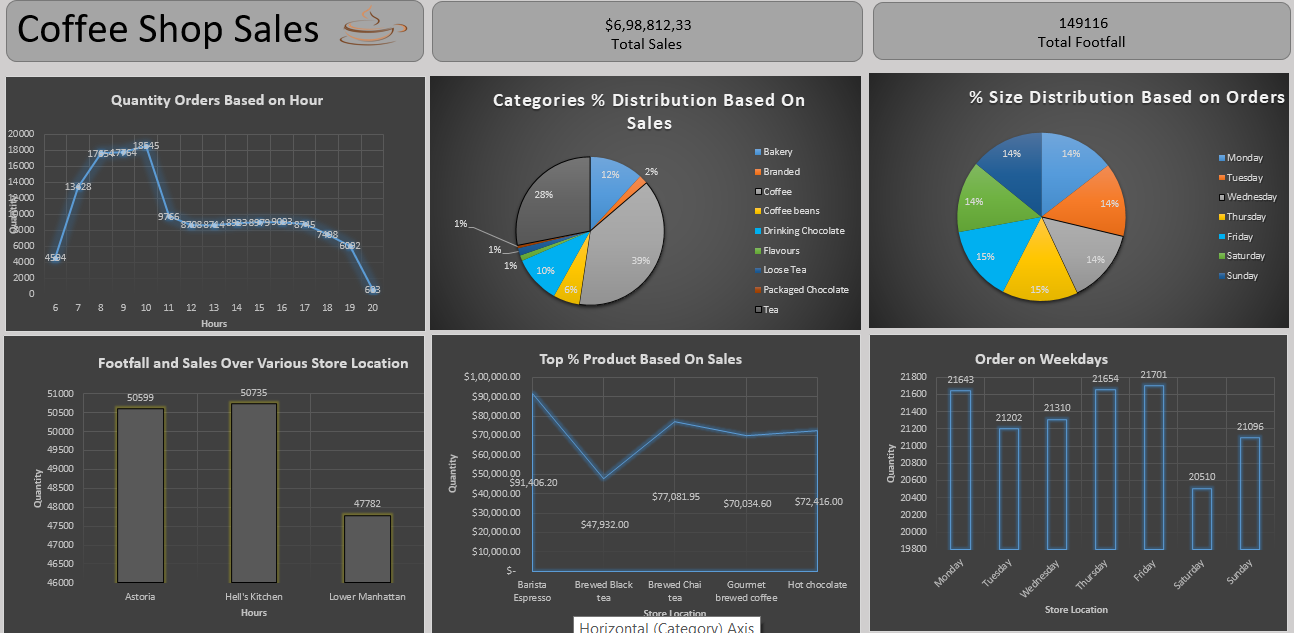 Coffee Shop Sales
$6,98,812,33
Total Sales
149116
Total Footfall
Quantity Orders Based on Hour
20000
18000
16000
14000
12000
10000
8000
6000
4000
2000
0
Quantity
4594
13428
17654
17764
18545
9766
8708
8714
8933
8979
9093
8745
7498
6092
603
6 7 8 9 10 11 12 13 14 15 16 17 18 19 20
Hours
Categories % Distribution Based On
Sales
12%
2%
39%
6%
10%
1%
1%
1%
28%
Bakery
Branded
Coffee
Coffee beans
Drinking Chocolate
Flavours
Loose Tea
Packaged Chocolate
Tea
% Size Distribution Based on Orders
14%
14%
14%
15%
15%
14%
14%
Monday
Tuesday
Wednesday
Thursday
Friday
Saturday
Sunday
Footfall and Sales Over Various Store Location
51000
50500
50000
49500
49000
48500
48000
47500
47000
46500
46000
Quantity
50599
50735
47782
Astoria Hell's Kitchen Lower Manhattan
Hours
Top % Product Based On Sales
$1,00,000.00
$90,000.00
$80,000.00
$70,000.00
$60,000.00
$50,000.00
$40,000.00
$30,000.00
$20,000.00
$10,000.00
$-
Quantity
$91,406.20
$47,932.00
$77,081.95
$70,034.60
$72,416.00
Barista Espresso
Brewed Black tea
Brewed Chai tea
Gourmet brewed coffee
Hot chocolate
Store Location
Horizontal (Category) Axis
Order on Weekdays
21800
21600
21400
21200
21000
20800
20600
20400
20200
20000
19800
Quantity
21643
21202
21310
21654
21701
20510
21096
Monday
Tuesday
Wednesday
Thursday
Friday
Saturday
Sunday
Store Location